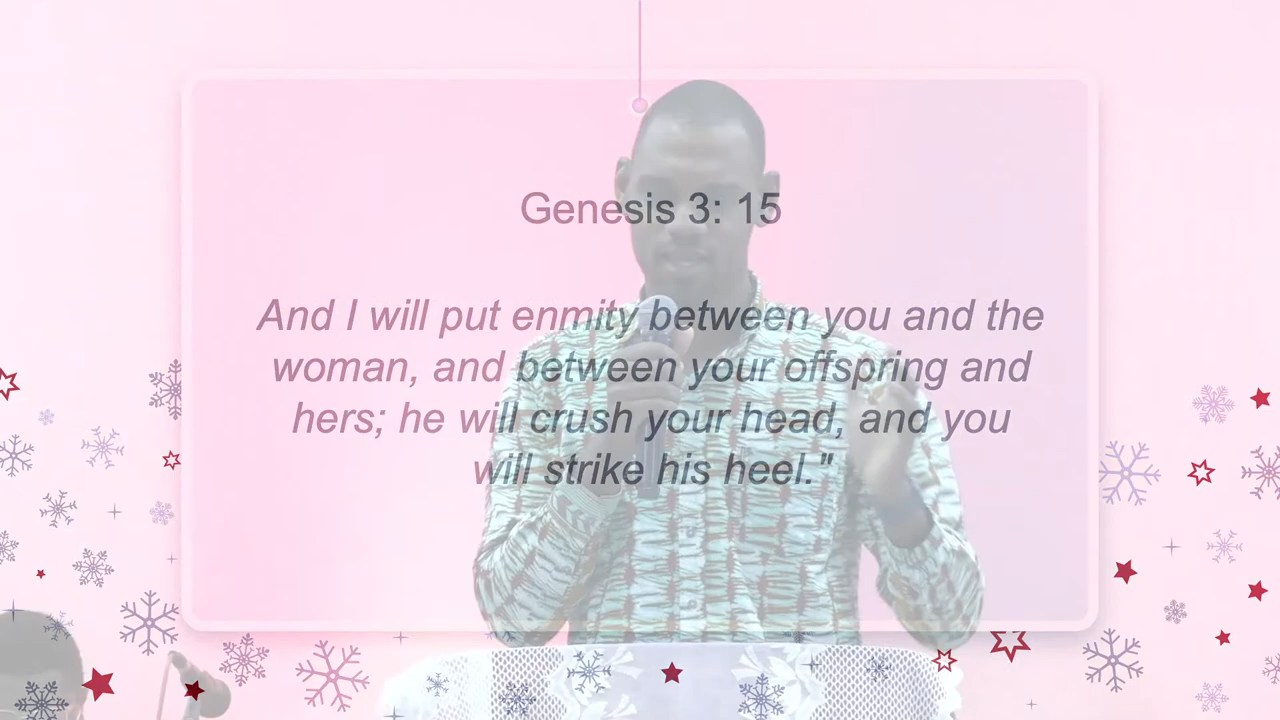 Genesis 3: 15
And I will put enmity between you and the
woman, and between your offspring and
hers; he will crush your head, and you
will strike his heel."